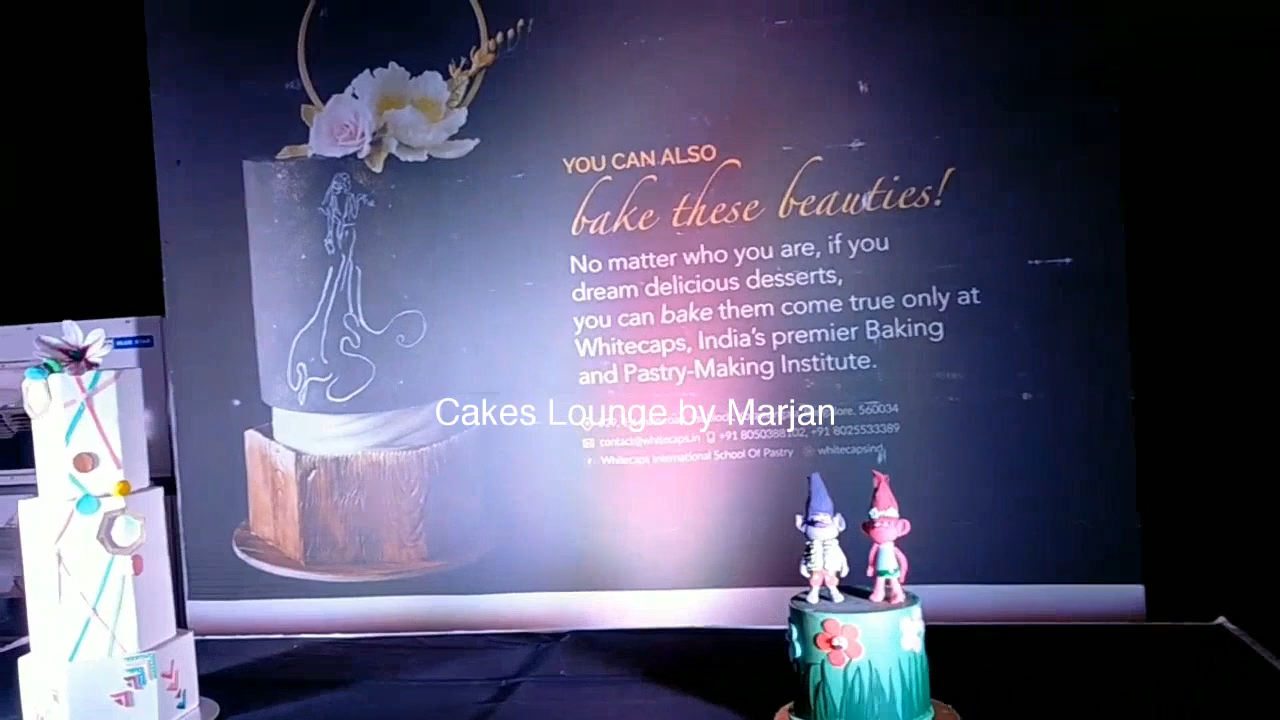 YOU CAN ALSO
bake these beauties!
No matter who you are, if you
dream delicious desserts,
you can bake them come true only at
Whitecaps, India's premier Baking
and Pastry-Making Institute.
Cakes Lounge by Marjan
560034
contact@whitecaps.in +91 8050388102, +91 8025533389
Whitecaps International School Of Pastry whitecapsind